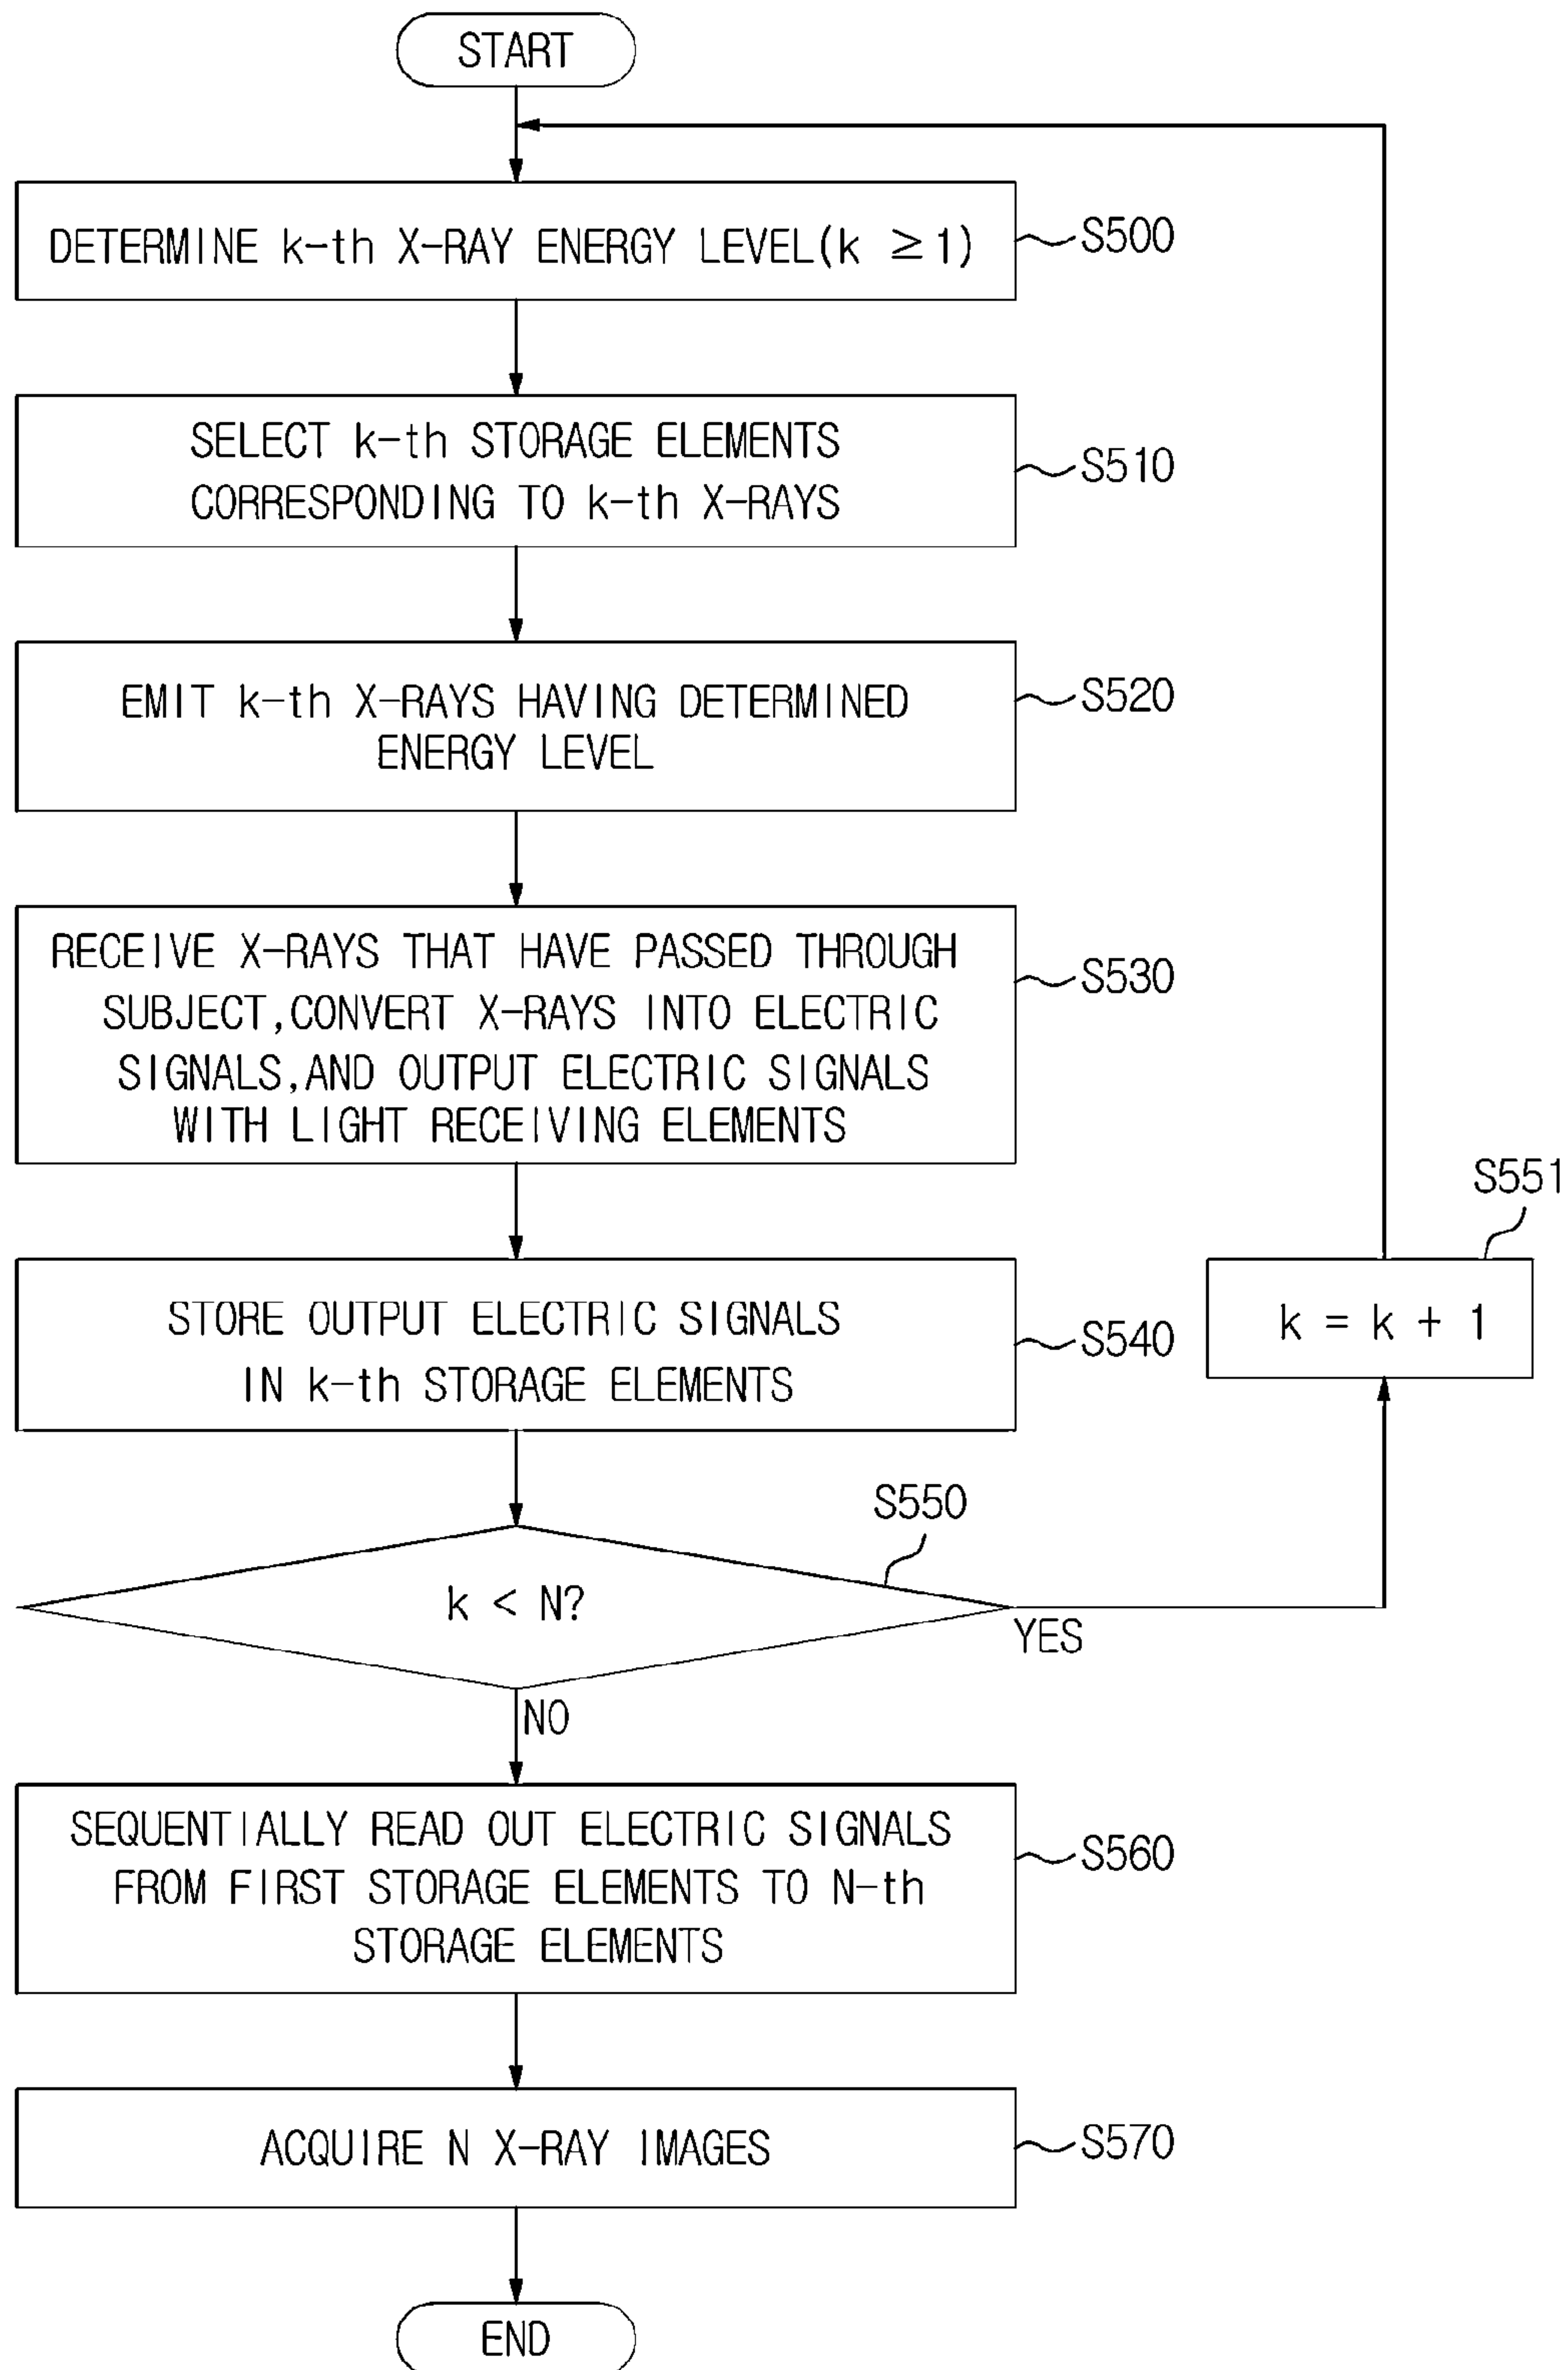 START
DETERMINE k-th X-RAY ENERGY LEVEL(k ≥1)
S500
SELECT k-th STORAGE ELEMENTS
CORRESPONDING TO k-th X-RAYS
S510
EMIT k-th X-RAYS HAVING DETERMINED
ENERGY LEVEL
S520
RECEIVE X-RAYS THAT HAVE PASSED THROUGH
SUBJECT,CONVERT X-RAYS INTO ELECTRIC
SIGNALS,AND OUTPUT ELECTRIC SIGNALS
WITH LIGHT RECEIVING ELEMENTS
S530
STORE OUTPUT ELECTRIC SIGNALS
IN k-th STORAGE ELEMENTS
S540
S551
k = k + 1
S550
k < N?
YES
NO
SEQUENTIALLY READ OUT ELECTRIC SIGNALS
FROM FIRST STORAGE ELEMENTS TO N-th
STORAGE ELEMENTS
S560
ACQUIRE N X-RAY IMAGES
S570
END